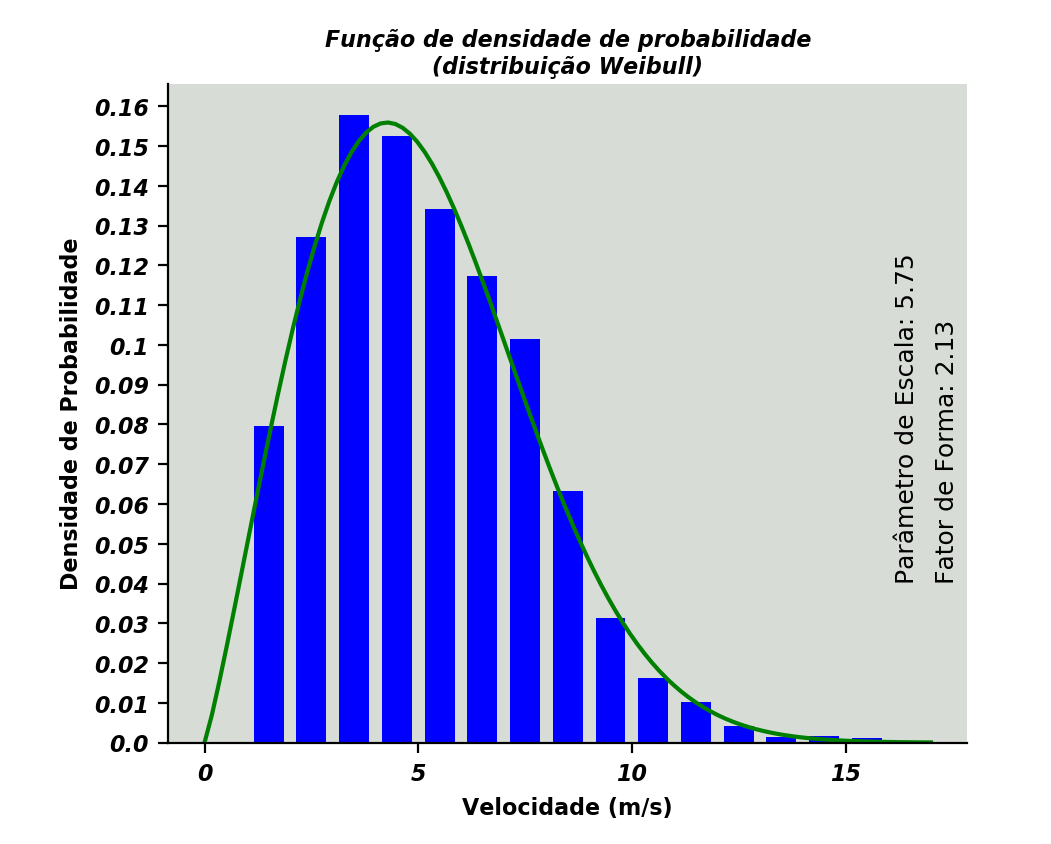 Função de densidade de probabilidade
(distribuição Weibull)
0.16
0.15
0.14
0.13
0.12
0.11
0.1
0.09
0.08
0.07
0.06
0.05
0.04
0.03
0.02
0.01
0.0
Densidade de Probabilidade
0 5 10 15
Velocidade (m/s)
Parâmetro de Escala: 5.75
Fator de Forma: 2.13